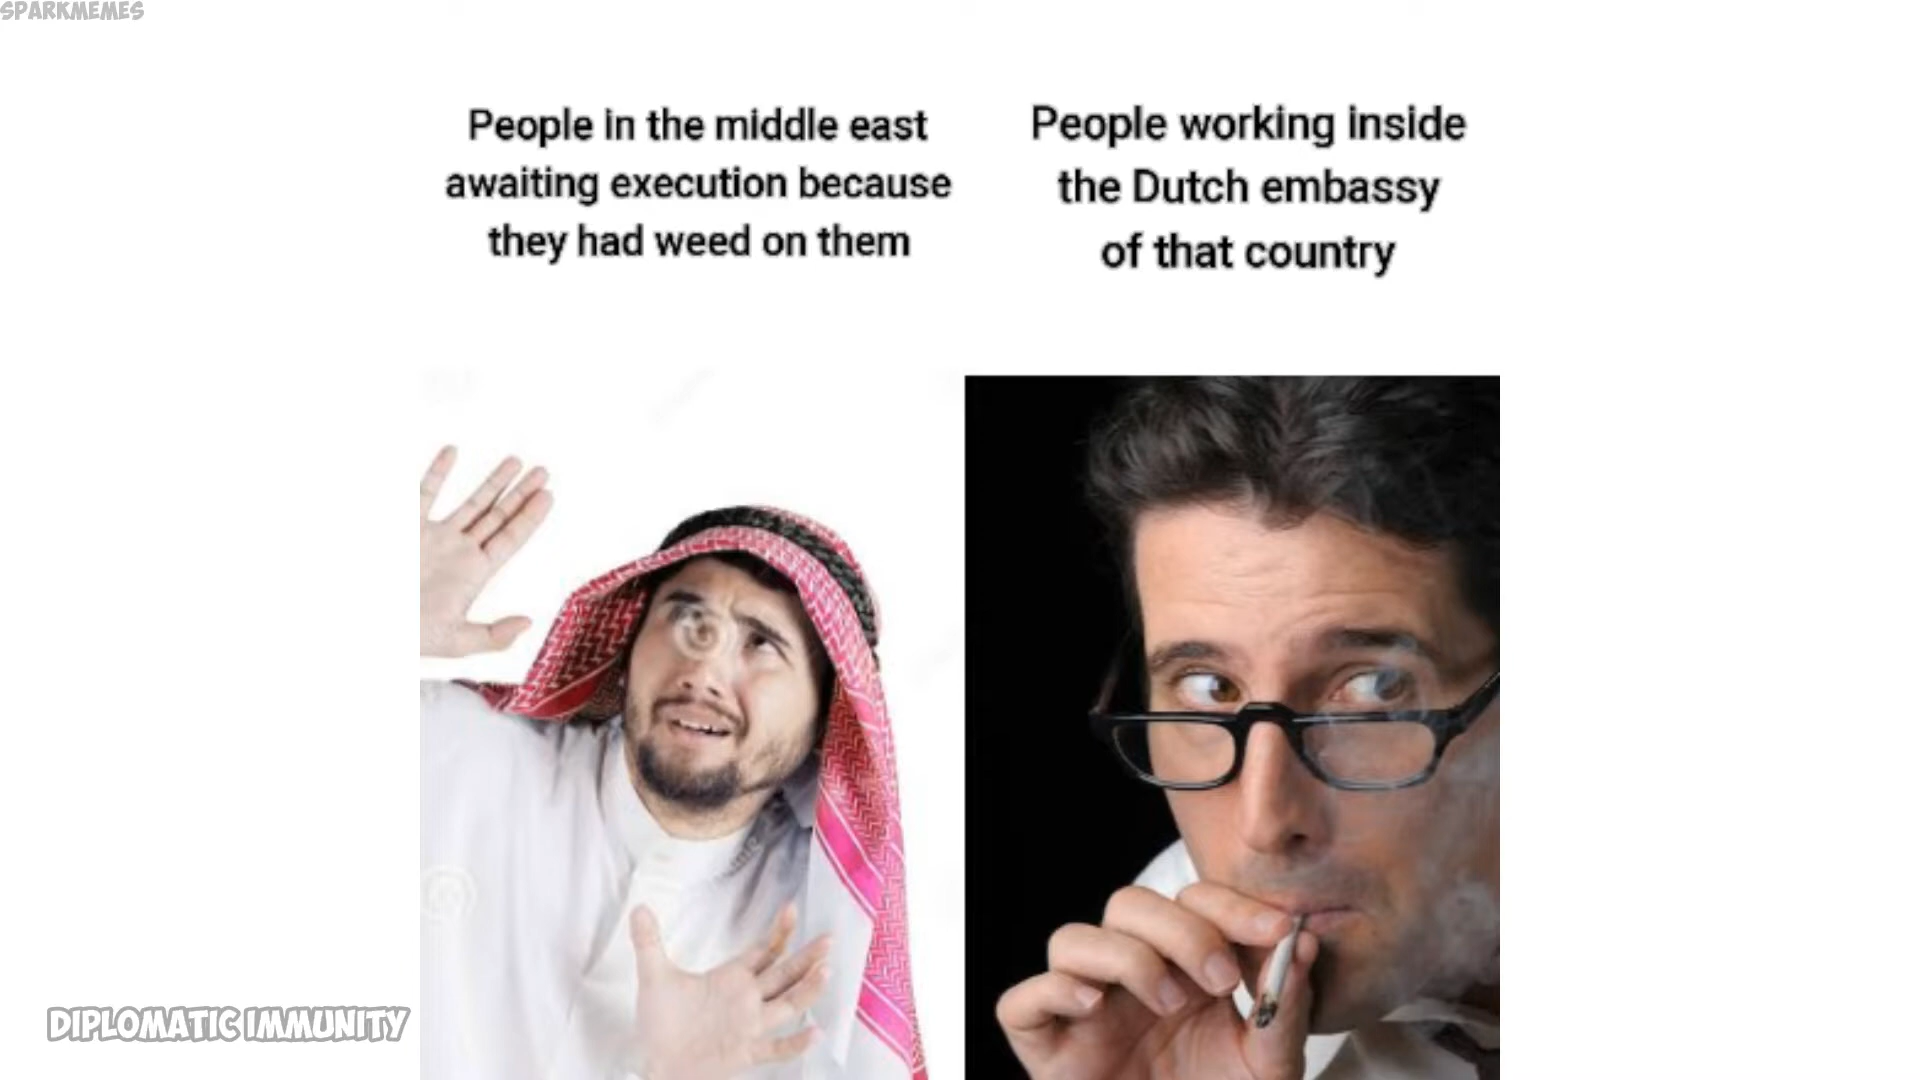 SPARKMEMES
People in the middle east
awaiting execution because
they had weed on them
People working inside
the Dutch embassy
of that country
DIPLOMATIC IMMUNITY